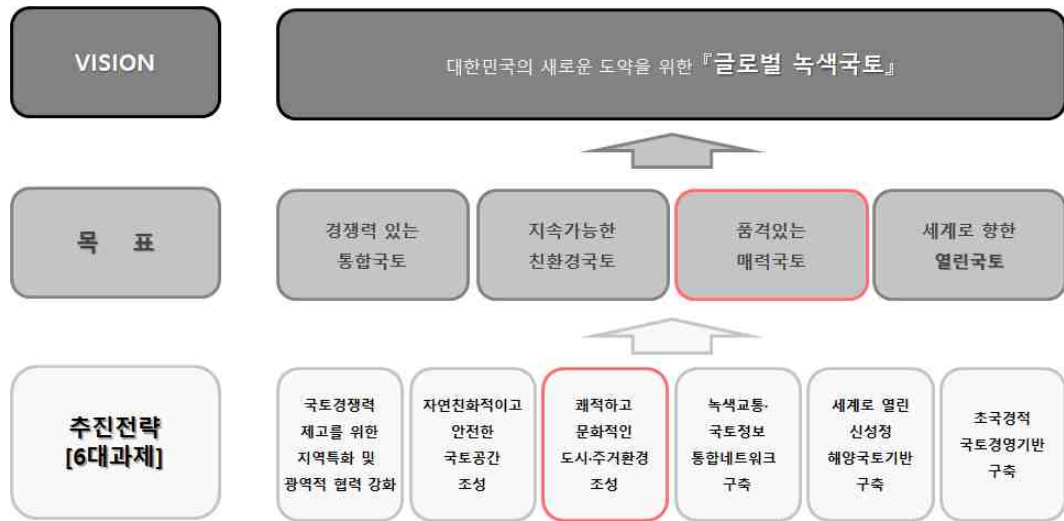 VISION
대한민국의 새로운 도약을 위한 『글로벌 녹색국토』
목 표
경쟁력 있는
통합국토
지속가능한
친환경국토
품격있는
매력국토
세계로 향한
열린국토
추진전략
[6대과제]
국토경쟁력
제고를 위한
지역특화 및
광역적 협력 강화
자연친화적이고
안전한
국토공간
조성
쾌적하고
문화적인
도시·주거환경
조성
녹색교통·
국토정보
통합네트워크
구축
세계로 열린
신성정
해양국토기반
구축
초국경적
국토경영기반
구축